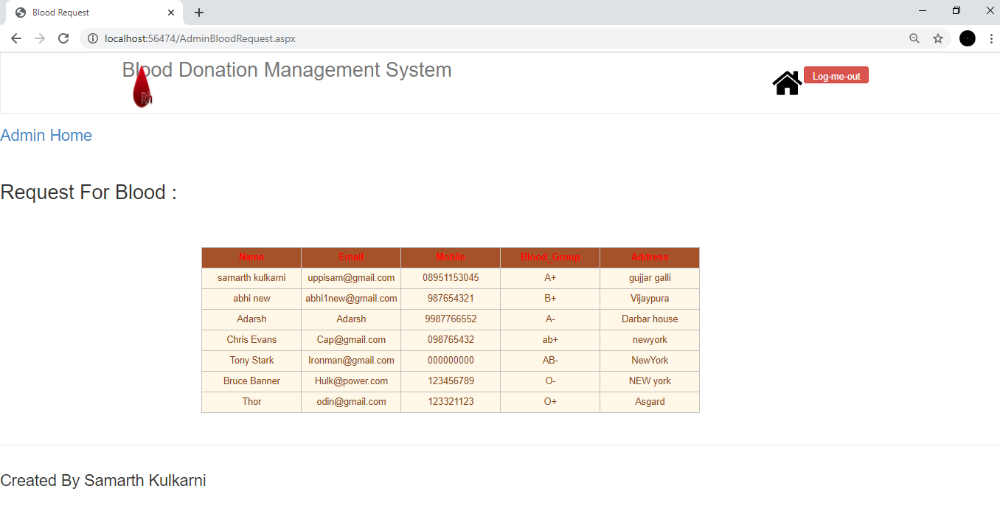 Blood Request
localhost:56474/AdminBloodRequest.aspx
Blood Donation Management System
Rh
Log-me-out
Admin Home
Request For Blood :
Name Email Mobile Blood_Group Address
samarth kulkarni uppisam@gmail.com 08951153045 A+ gujjar galli
abhi new abhi1new@gmail.com 987654321 B+ Vijaypura
Adarsh Adarsh 9987766552 A- Darbar house
Chris Evans Cap@gmail.com 098765432 ab+ newyork
Tony Stark Ironman@gmail.com 000000000 AB- NewYork
Bruce Banner Hulk@power.com 123456789 O- NEW york
Thor odin@gmail.com 123321123 O+ Asgard
Created By Samarth Kulkarni